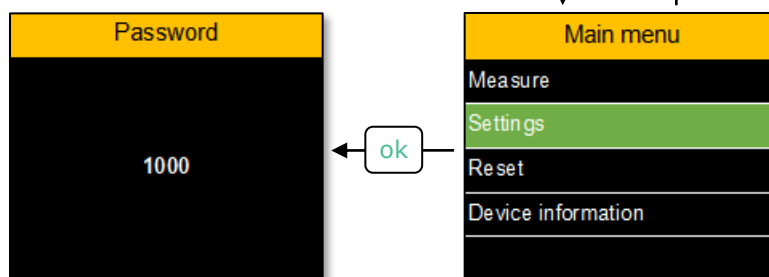 Password
1000
ok
Main menu
Measure
Settings
Reset
Device information